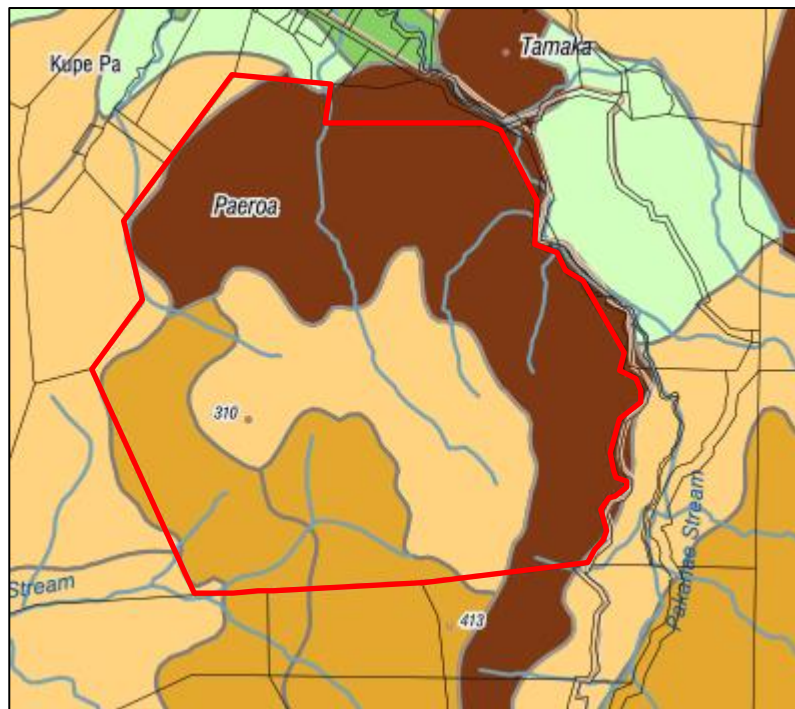 Tamaka
Kupe Pa
Paeroa
310
Stream
413
Pakanae Stream